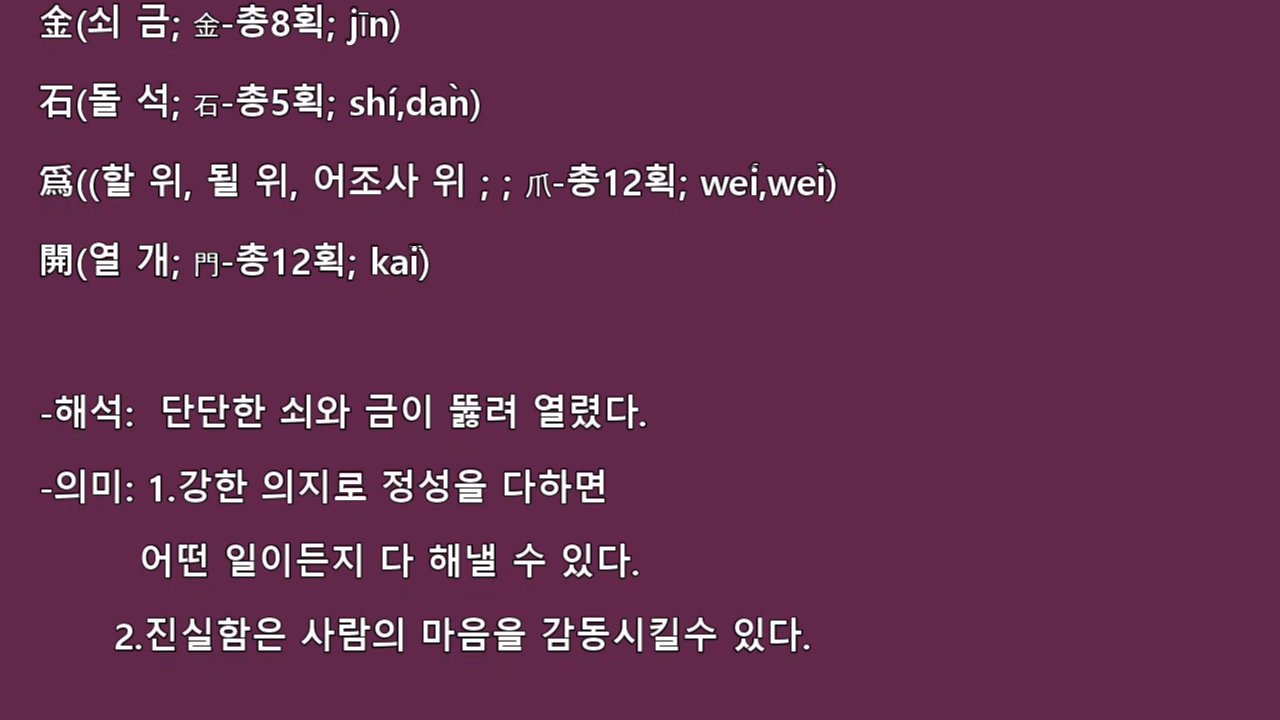 金(쇠 금; 金-총8획; jīn)
石(돌 석; 石-총5획; shí,dàn)
爲((할 위, 될 위, 어조사 위 ; ; 爪-총12획; wéi,wèi)
開(열 개; 門-총12획; kaī)
-해석: 단단한 쇠와 금이 뚫려 열렸다.
-의미: 1.강한 의지로 정성을 다하면
어떤 일이든지 다 해낼 수 있다.
2.진실함은 사람의 마음을 감동시킬수 있다.